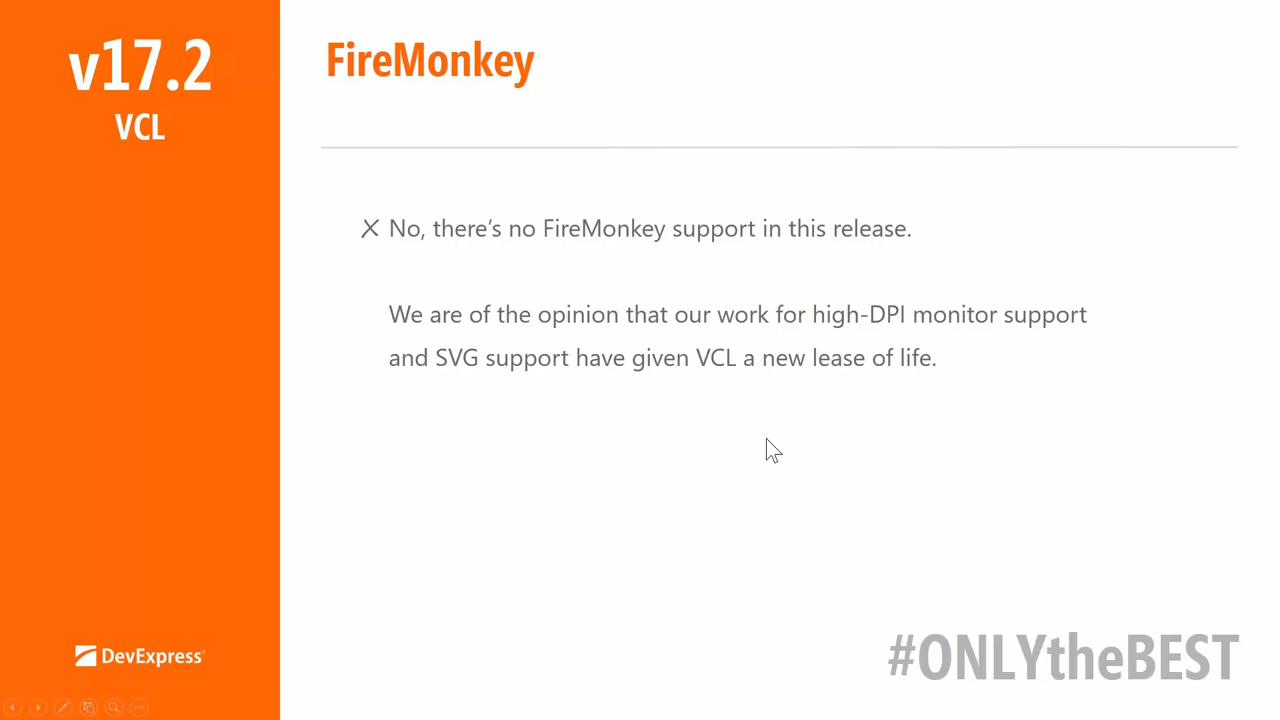 v17.2
VCL
FireMonkey
X No, there’s no FireMonkey support in this release.
We are of the opinion that our work for high-DPI monitor support
and SVG support have given VCL a new lease of life.
DevExpress
#ONLYtheBEST